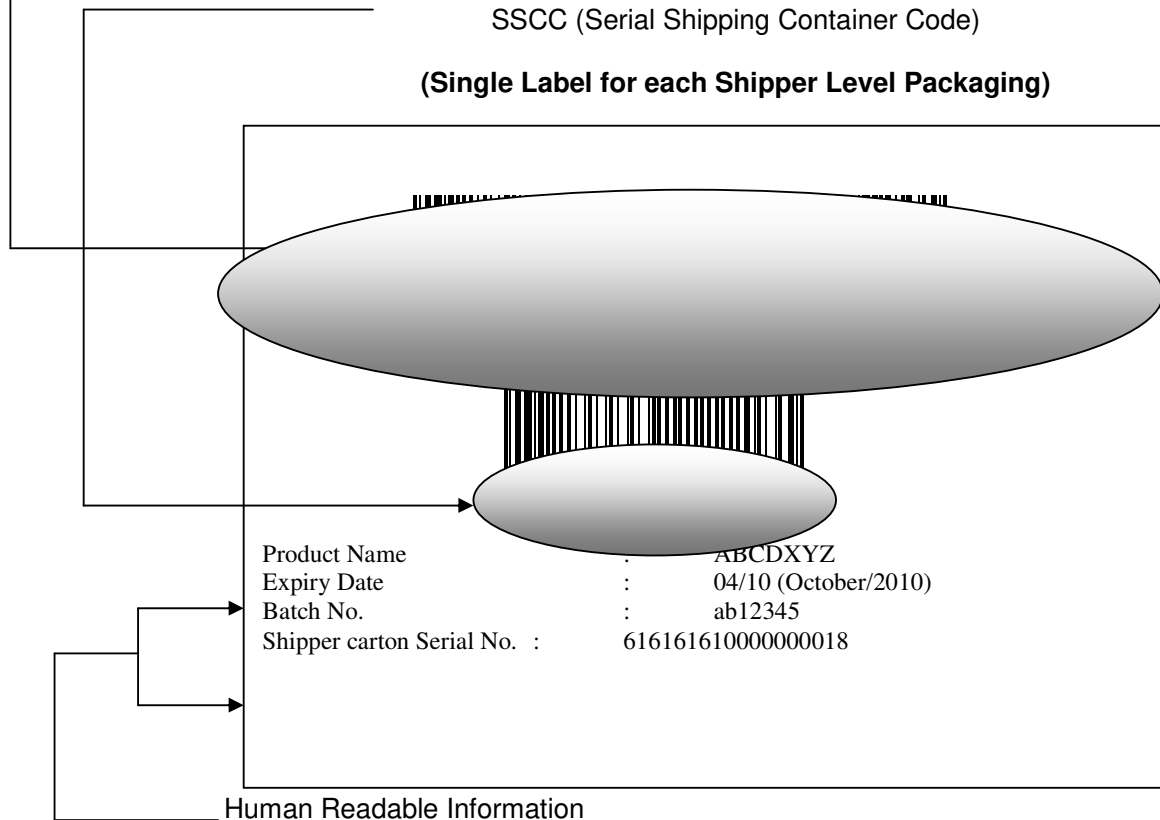 SSCC (Serial Shipping Container Code)
(Single Label for each Shipper Level Packaging)
Product Name : ABCDXYZ
Expiry Date : 04/10 (October/2010)
Batch No. : ab12345
Shipper carton Serial No. : 616161610000000018
Human Readable Information